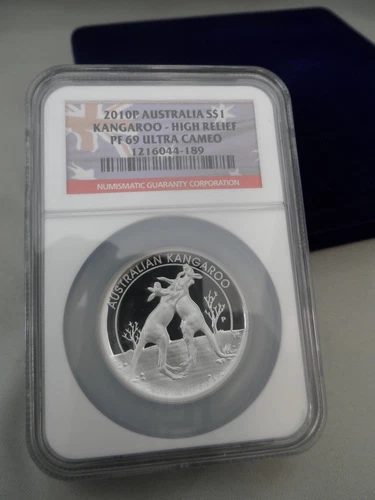 2010P AUSTRALIA S$1
KANGAROO - HIGH RELIEF
PF 69 ULTRA CAMEO
1216044-189
NUMISMATIC GUARANTY CORPORATION
AUSTRALIAN KANGAROO
P